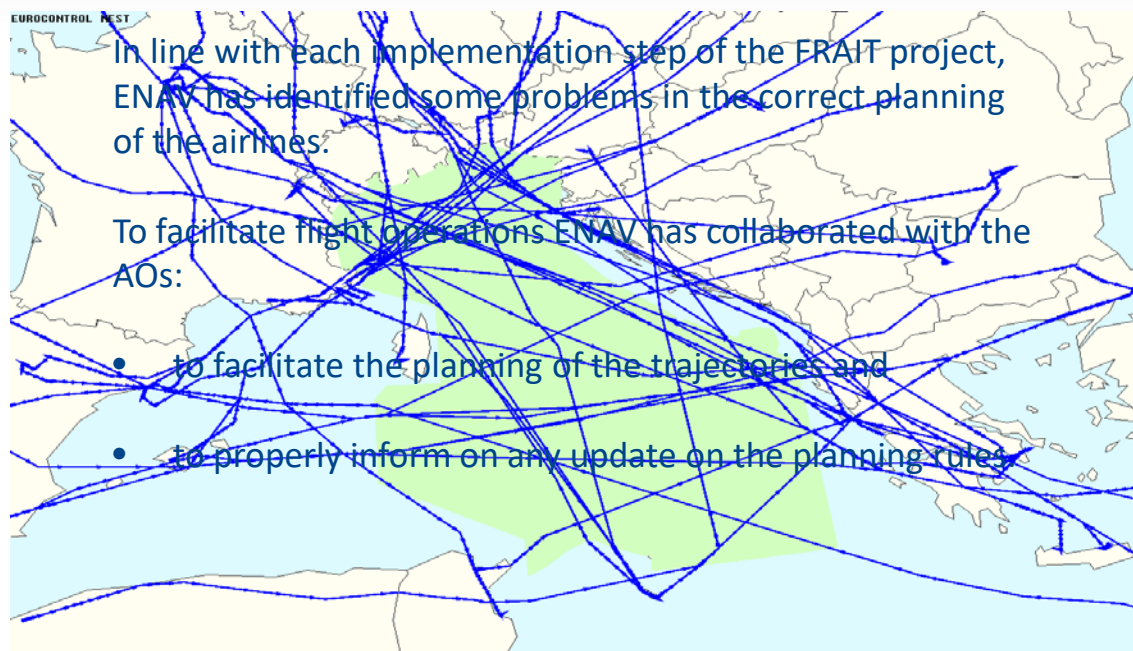 EUROCONTROL NEST
In line with each implementation step of the FRAIT project,
ENAV has identified some problems in the correct planning
of the airlines.
To facilitate flight operations ENAV has collaborated with the
AOs:
• to facilitate the planning of the trajectories and
• to properly inform on any update on the planning rules.